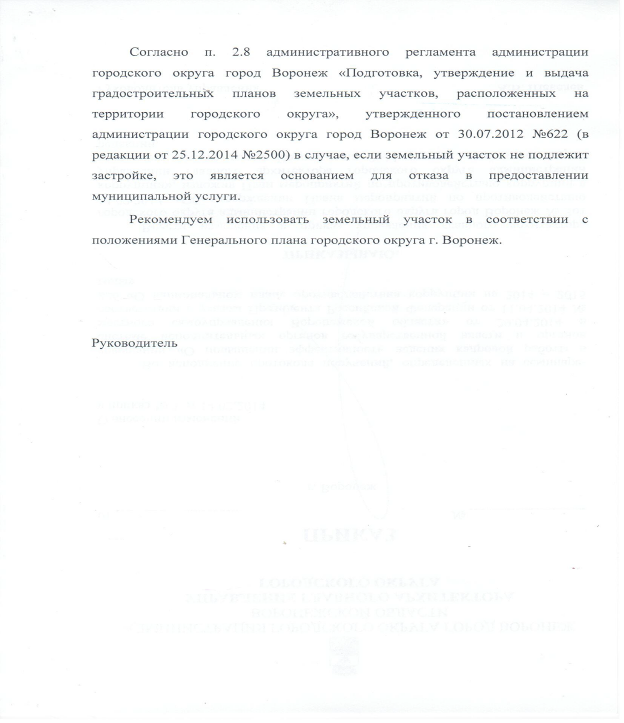 Согласно п. 2.8 административного регламента администрации
городского округа город Воронеж «Подготовка, утверждение и выдача
градостроительных планов земельных участков, расположенных на
территории городского округа», утвержденного постановлением
администрации городского округа город Воронеж от 30.07.2012 №622 (в
редакции от 25.12.2014 №2500) в случае, если земельный участок не подлежит
застройке, это является основанием для отказа в предоставлении
муниципальной услуги.
Рекомендуем использовать земельный участок в соответствии с
положениями Генерального плана городского округа г. Воронеж.
Руководитель